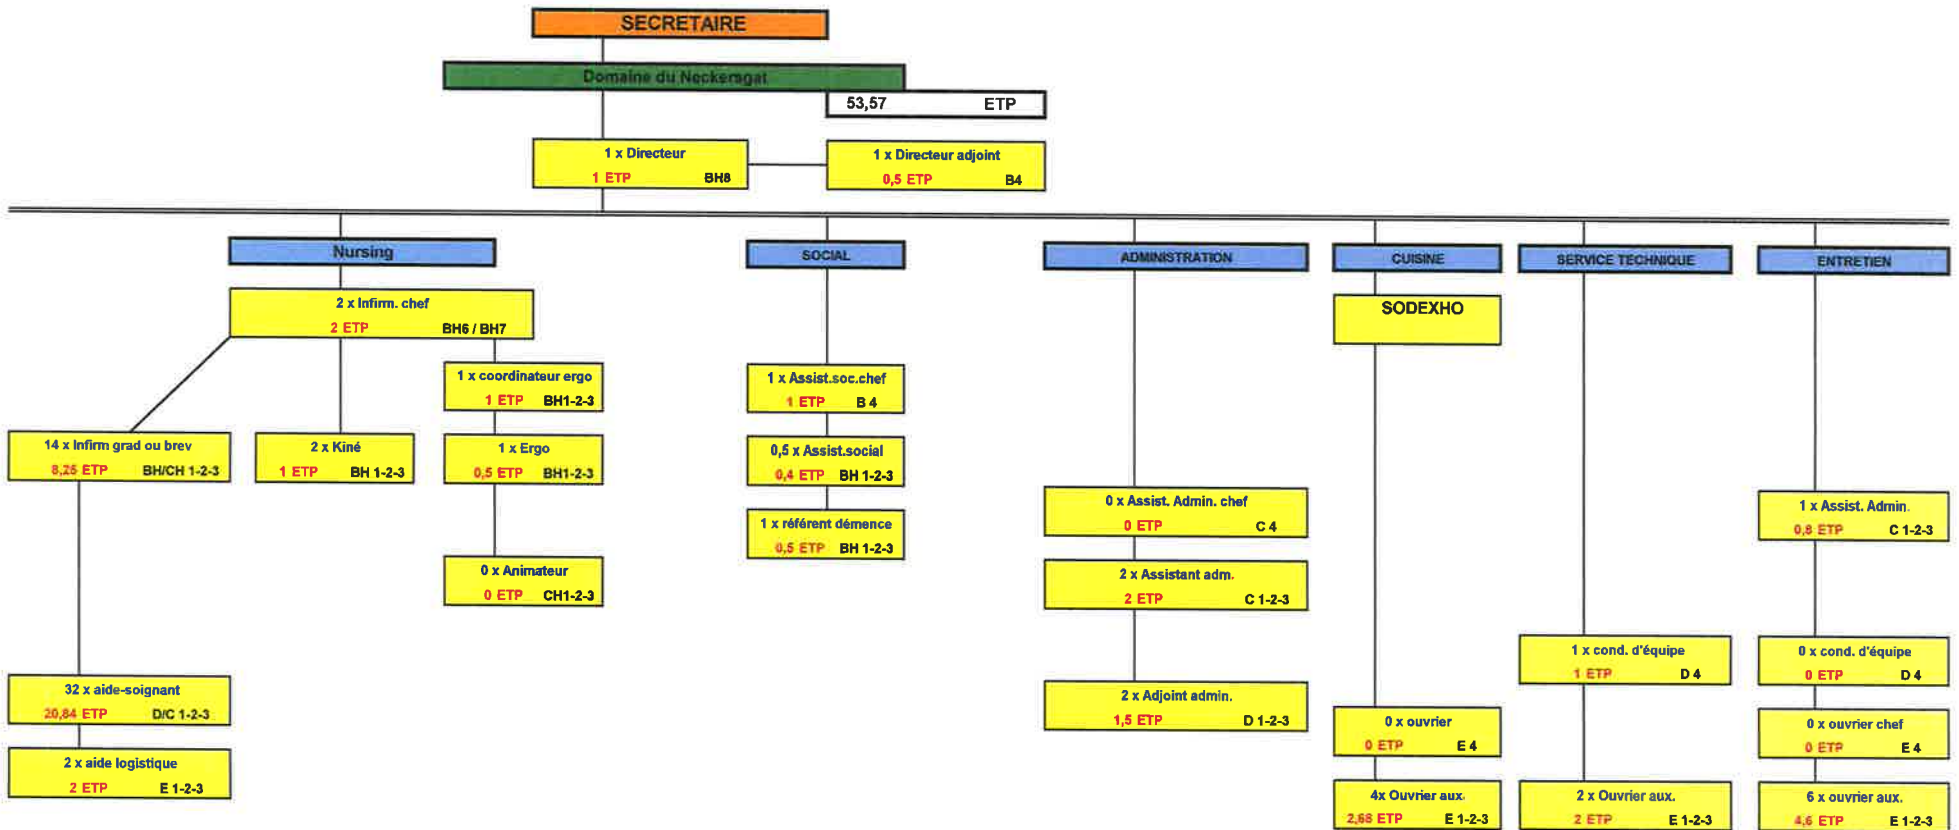 SECRETAIRE
Domaine du Neckersgat
53,57 ETP
1 x Directeur
1 ETP BH8
1 x Directeur adjoint
0,5 ETP B4
Nursing
SOCIAL
ADMINISTRATION
CUISINE
SERVICE TECHNIQUE
ENTRETIEN
2 x Infirm. chef
2 ETP BH6 / BH7
1 x coordinateur ergo
1 ETP BH1-2-3
14 x Infirm grad ou brev
8,25 ETP BH/CH 1-2-3
2 x Kiné
1 ETP BH 1-2-3
1 x Ergo
0,5 ETP BH1-2-3
0 x Animateur
0 ETP CH1-2-3
32 x aide-soignant
20,84 ETP D/C 1-2-3
2 x aide logistique
2 ETP E 1-2-3
1 x Assist.soc.chef
1 ETP B 4
0,5 x Assist.social
0,4 ETP BH 1-2-3
1 x référent démence
0,5 ETP BH 1-2-3
0 x Assist. Admin. chef
0 ETP C 4
2 x Assistant adm.
2 ETP C 1-2-3
2 x Adjoint admin.
1,5 ETP D 1-2-3
SODEXHO
0 x ouvrier
0 ETP E 4
4x Ouvrier aux.
2,68 ETP E 1-2-3
1 x cond. d'équipe
1 ETP D 4
2 x Ouvrier aux.
2 ETP E 1-2-3
1 x Assist. Admin.
0,8 ETP C 1-2-3
0 x cond. d'équipe
0 ETP D 4
0 x ouvrier chef
0 ETP E 4
6 x ouvrier aux.
4,6 ETP E 1-2-3